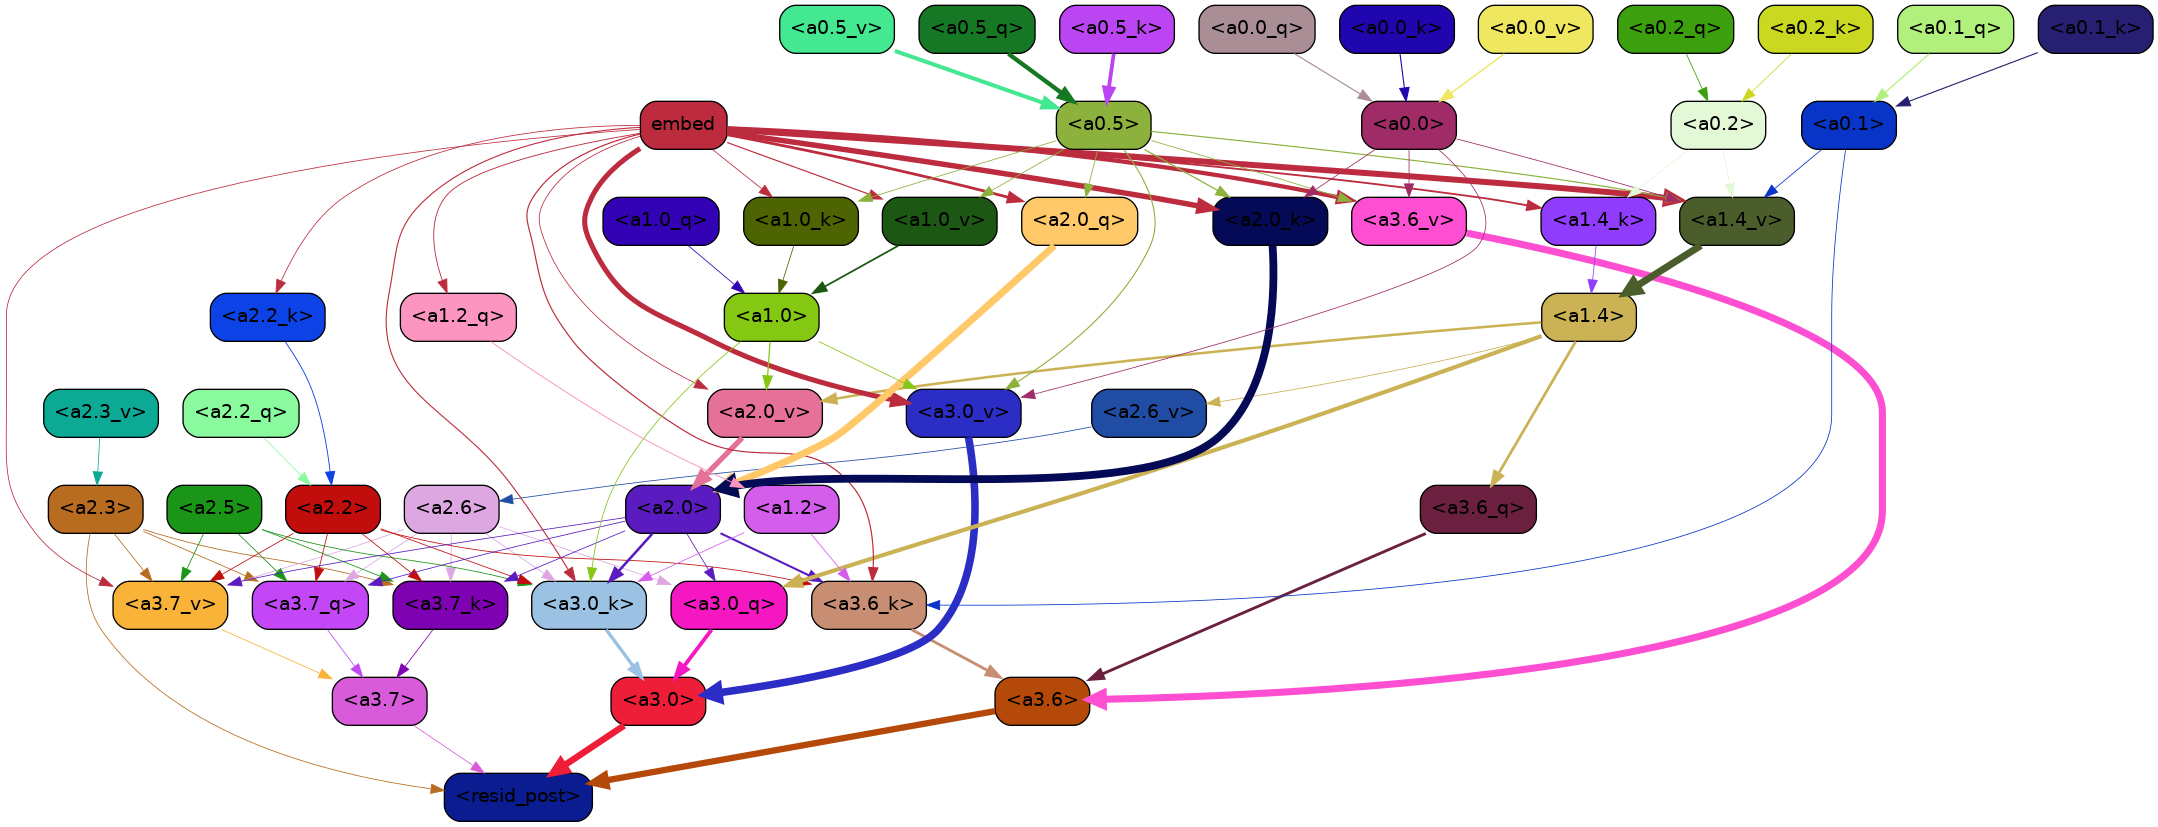 <a0.5_v> <a0.5_q> <a0.5_k> <a0.0_q> <a0.0_k> <a0.0_v> <a0.2_q> <a0.2_k> <a0.1_q> <a0.1_k>
embed <a0.5> <a0.0> <a0.2> <a0.1>
<a1.0_q> <a1.0_k> <a1.0_v> <a2.0_q> <a2.0_k> <a3.6_v> <a1.4_k> <a1.4_v>
<a2.2_k> <a1.2_q> <a1.0> <a1.4>
<a2.3_v> <a2.2_q> <a2.0_v> <a3.0_v> <a2.6_v>
<a2.3> <a2.5> <a2.2> <a2.6> <a2.0> <a1.2> <a3.6_q>
<a3.7_v> <a3.7_q> <a3.7_k> <a3.0_k> <a3.0_q> <a3.6_k>
<a3.7> <a3.0> <a3.6>
<resid_post>